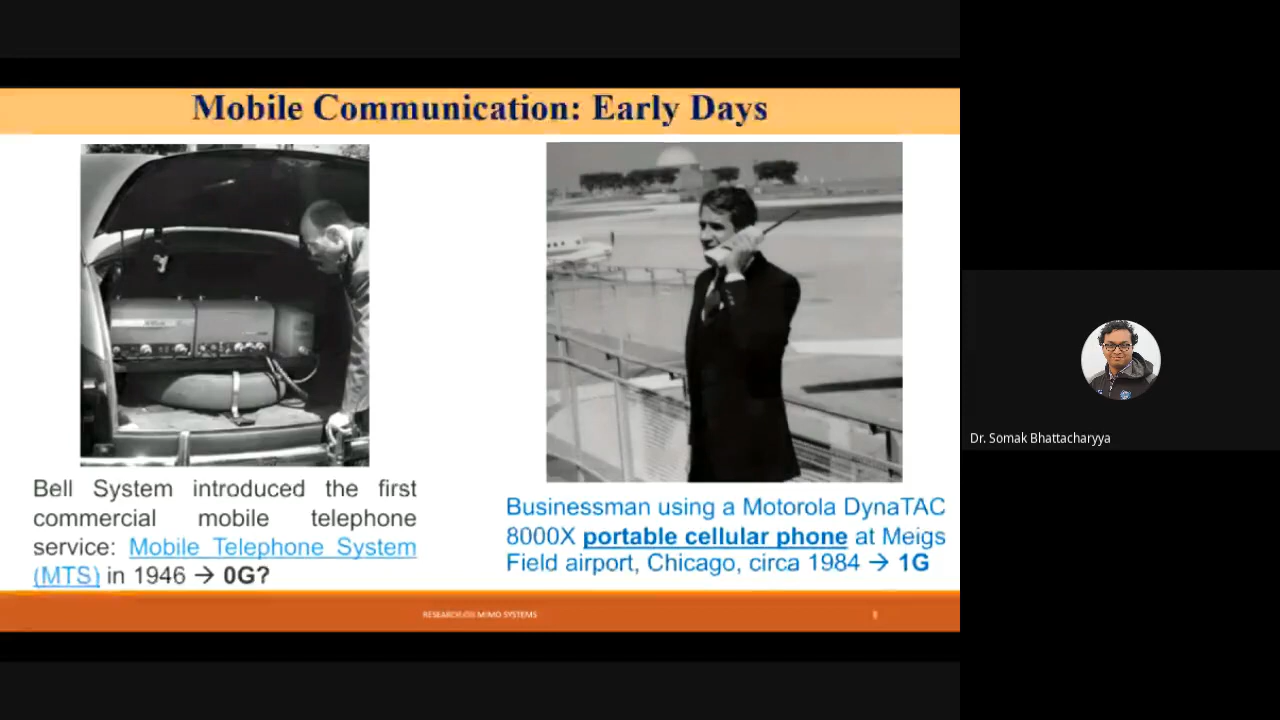 Mobile Communication: Early Days
Bell System introduced the first
commercial mobile telephone
service: Mobile Telephone System
(MTS) in 1946 → 0G?
Businessman using a Motorola DynaTAC
8000X portable cellular phone at Meigs
Field airport, Chicago, circa 1984 → 1G
RESEARCH ON MIMO SYSTEMS
Dr. Somak Bhattacharyya